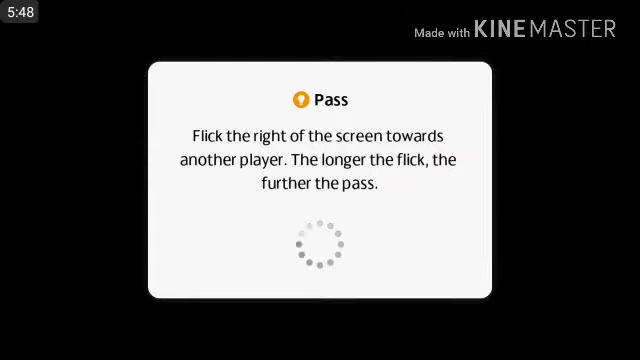 5:48
Made with KINEMASTER
Pass
Flick the right of the screen towards
another player. The longer the flick, the
further the pass.